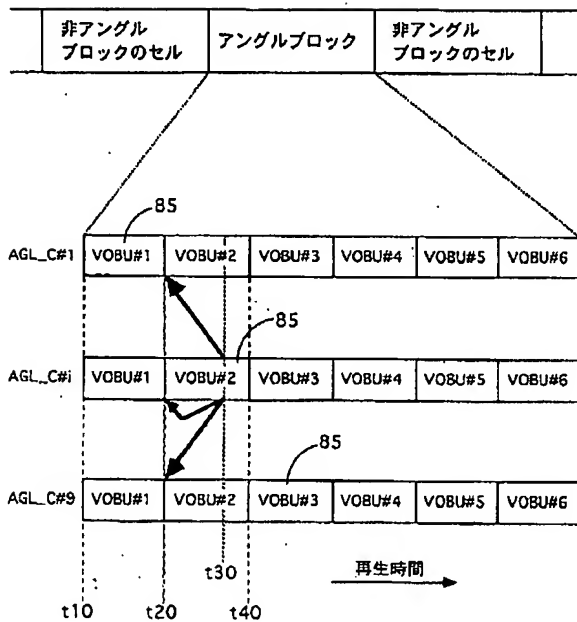 非アングル
ブロックのセル
アングルブロック
非アングル
ブロックのセル
85
AGL_C#1 VOBU#1 VOBU#2 VOBU#3 VOBU#4 VOBU#5 VOBU#6
85
AGL_C#i VOBU#1 VOBU#2 VOBU#3 VOBU#4 VOBU#5 VOBU#6
85
AGL_C#9 VOBU#1 VOBU#2 VOBU#3 VOBU#4 VOBU#5 VOBU#6
t30
再生時間
t10 t20 t40